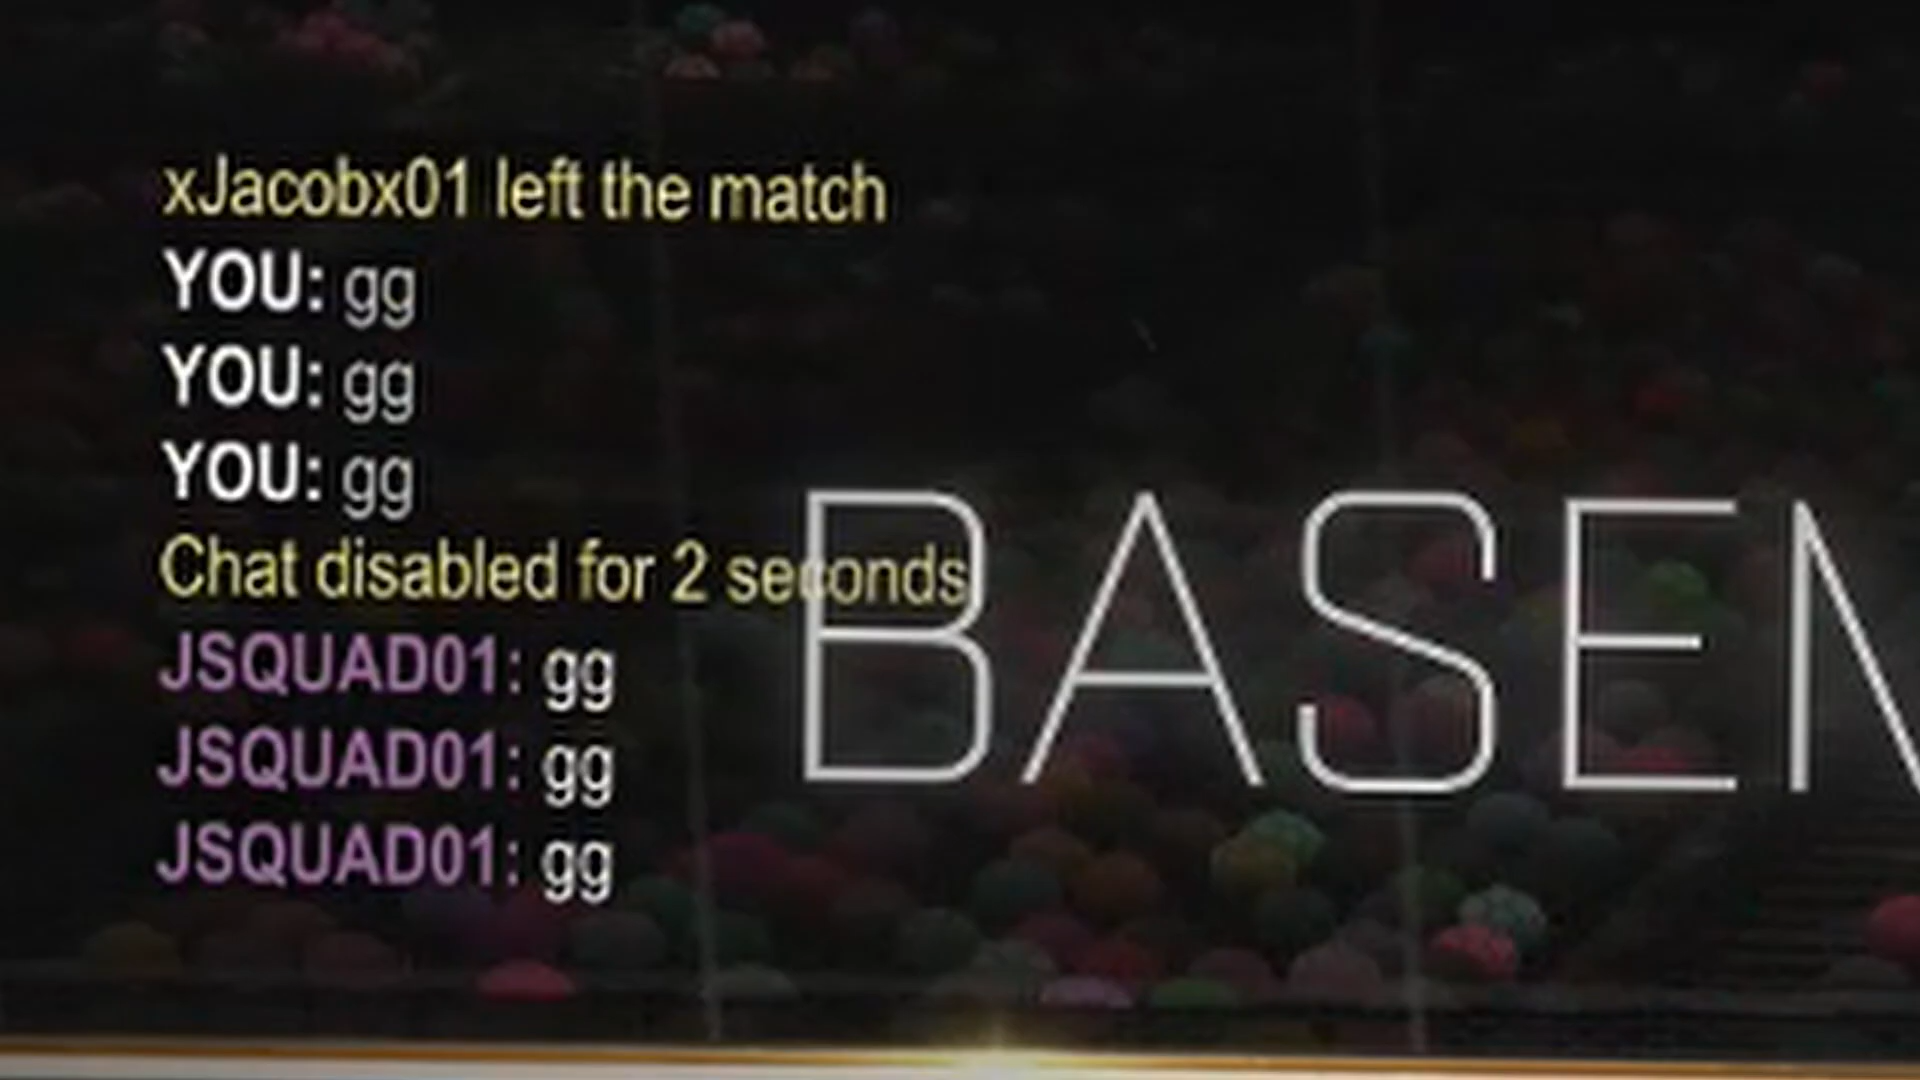 xJacobx01 left the match
YOU: gg
YOU: gg
YOU: gg
Chat disabled for 2 seconds
JSQUAD01: gg
JSQUAD01: gg
JSQUAD01: gg